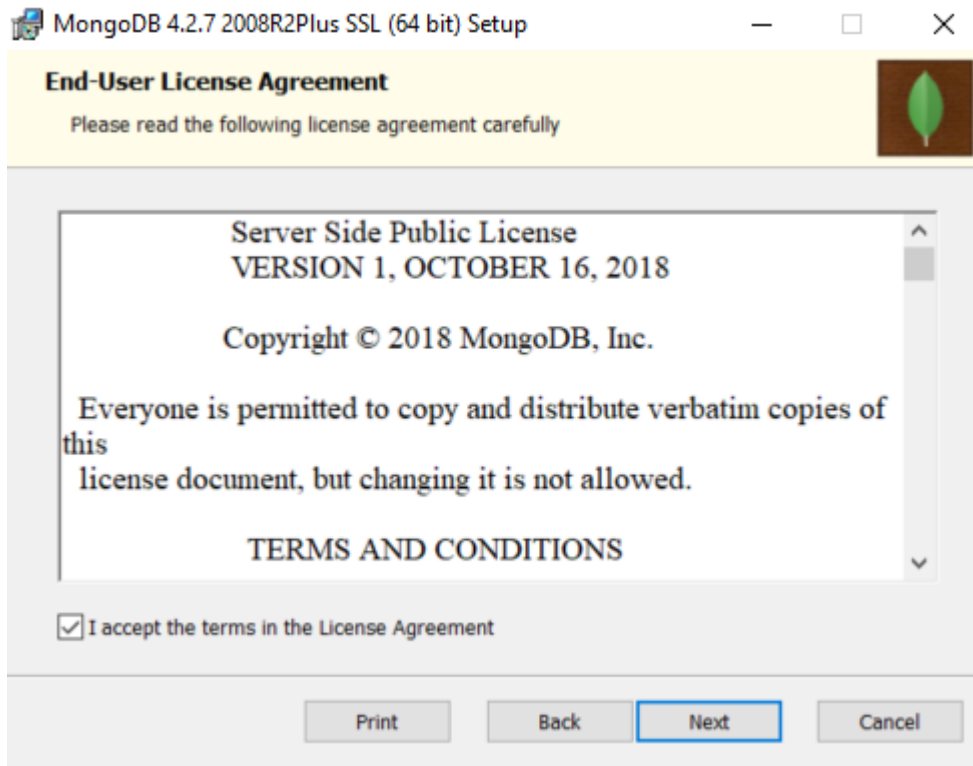 MongoDB 4.2.7 2008R2Plus SSL (64 bit) Setup
End-User License Agreement
Please read the following license agreement carefully
Server Side Public License
VERSION 1, OCTOBER 16, 2018
Copyright © 2018 MongoDB, Inc.
Everyone is permitted to copy and distribute verbatim copies of
this
license document, but changing it is not allowed.
TERMS AND CONDITIONS
I accept the terms in the License Agreement
Print Back Next Cancel